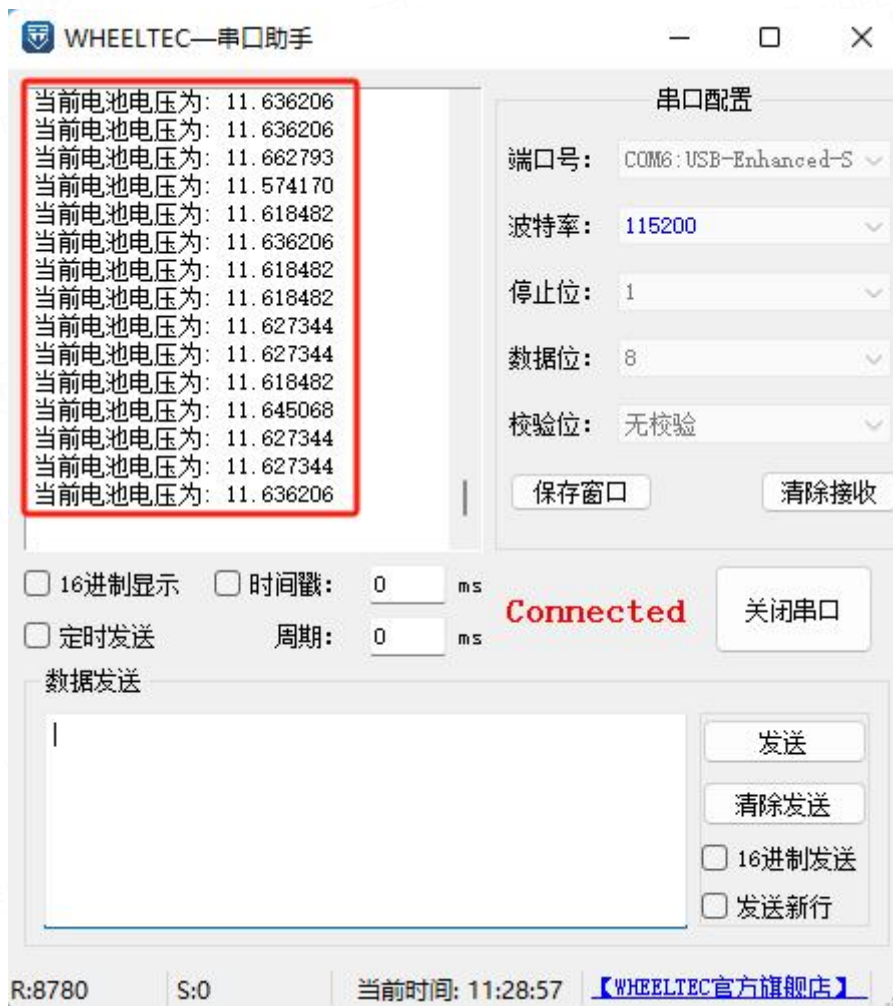 WHEELTEC—串口助手
当前电池电压为: 11.636206
当前电池电压为: 11.636206
当前电池电压为: 11.662793
当前电池电压为: 11.574170
当前电池电压为: 11.618482
当前电池电压为: 11.636206
当前电池电压为: 11.618482
当前电池电压为: 11.618482
当前电池电压为: 11.627344
当前电池电压为: 11.627344
当前电池电压为: 11.618482
当前电池电压为: 11.645068
当前电池电压为: 11.627344
当前电池电压为: 11.627344
当前电池电压为: 11.636206
串口配置
端口号: COM6:USB-Enhanced-S
波特率: 115200
停止位: 1
数据位: 8
校验位: 无校验
保存窗口 清除接收
16进制显示 时间戳: 0 ms
定时发送 周期: 0 ms
Connected 关闭串口
数据发送
发送
清除发送
16进制发送
发送新行
R:8780 S:0 当前时间: 11:28:57 【WHEELTEC官方旗舰店】